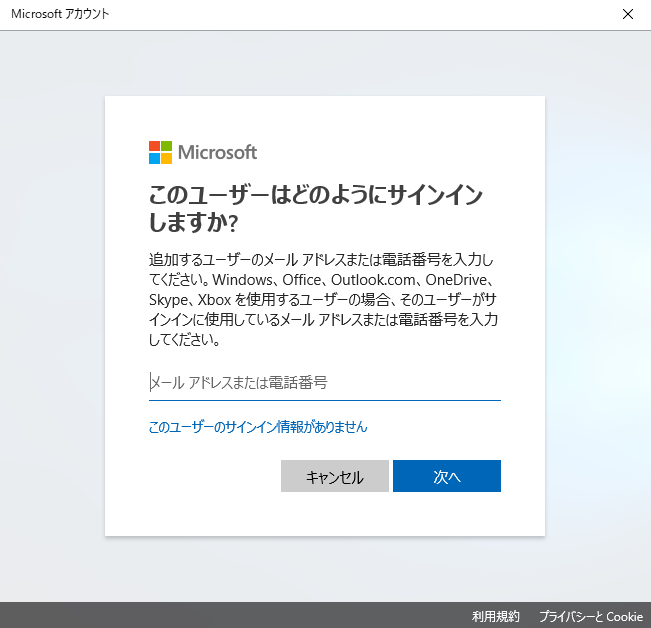 Microsoft アカウント
Microsoft
このユーザーはどのようにサインイン
しますか?
追加するユーザーのメール アドレスまたは電話番号を入力し
てください。Windows、Office、Outlook.com、OneDrive、
Skype、Xbox を使用するユーザーの場合、そのユーザーがサ
インインに使用しているメール アドレスまたは電話番号を入力
してください。
メール アドレスまたは電話番号
このユーザーのサインイン情報がありません
キャンセル 次へ
利用規約 プライバシーと Cookie